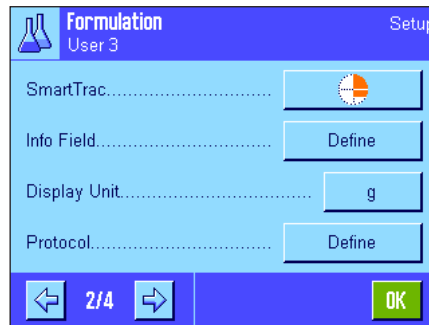 Formulation
Setup
User 3
SmartTrac..............................
Info Field................................
Define
Display Unit...................................
g
Protocol.................................
Define
2/4
OK